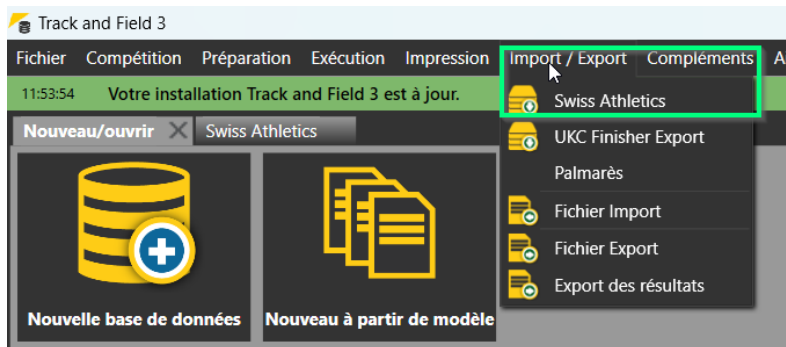 Track and Field 3
Fichier Compétition Préparation Exécution Impression Import / Export Compléments A
11:53:54 Votre installation Track and Field 3 est à jour.
Nouveau/ouvrir Swiss Athletics
Swiss Athletics
UKC Finisher Export
Palmarès
Fichier Import
Fichier Export
Export des résultats
Nouvelle base de données Nouveau à partir de modèle